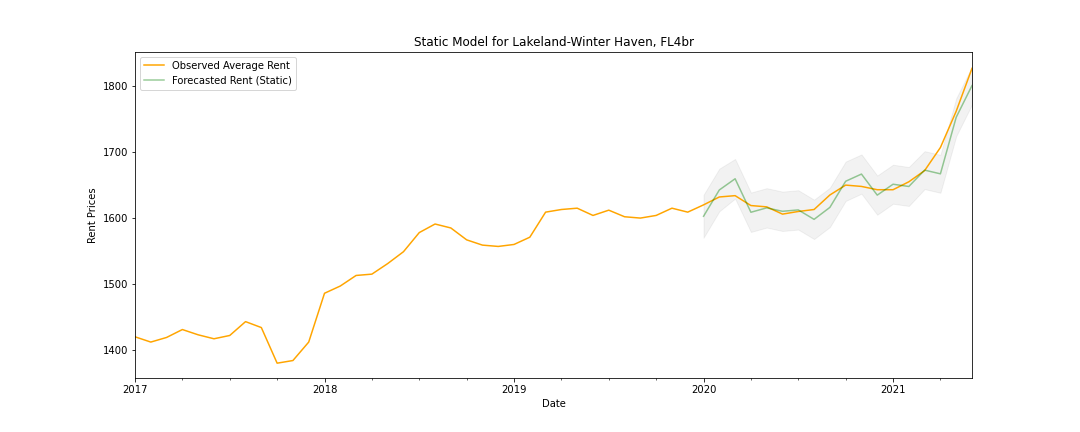 Static Model for Lakeland-Winter Haven, FL4br
Observed Average Rent
Forecasted Rent (Static)
Rent Prices
1800
1700
1600
1500
1400
2017
2018
2019
2020
2021
Date